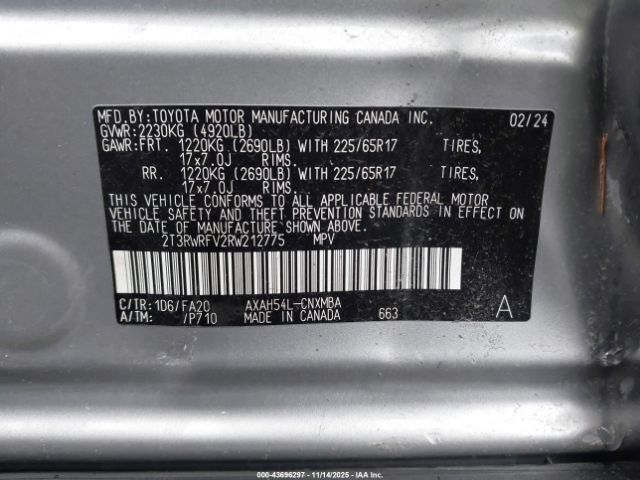 MFD.BY:TOYOTA MOTOR MANUFACTURING CANADA INC. 02/24
GVWR:2230KG (4920LB)
GAWR:FRT. 1220KG (2690LB) WITH 225/65R17 TIRES,
17x7.0J RIMS.
RR. 1220KG (2690LB) WITH 225/65R17 TIRES,
17x7.0J RIMS.
THIS VEHICLE CONFORMS TO ALL APPLICABLE FEDERAL MOTOR
VEHICLE SAFETY AND THEFT PREVENTION STANDARDS IN EFFECT ON
THE DATE OF MANUFACTURE SHOWN ABOVE.
2T3RWRFV2RW212775 MPV
C/TR: 1D6/FA20 AXAH54L-CNXMBA
A/TM: /P710 MADE IN CANADA 663 A
000-43696297 - 11/14/2025 - IAA Corp.